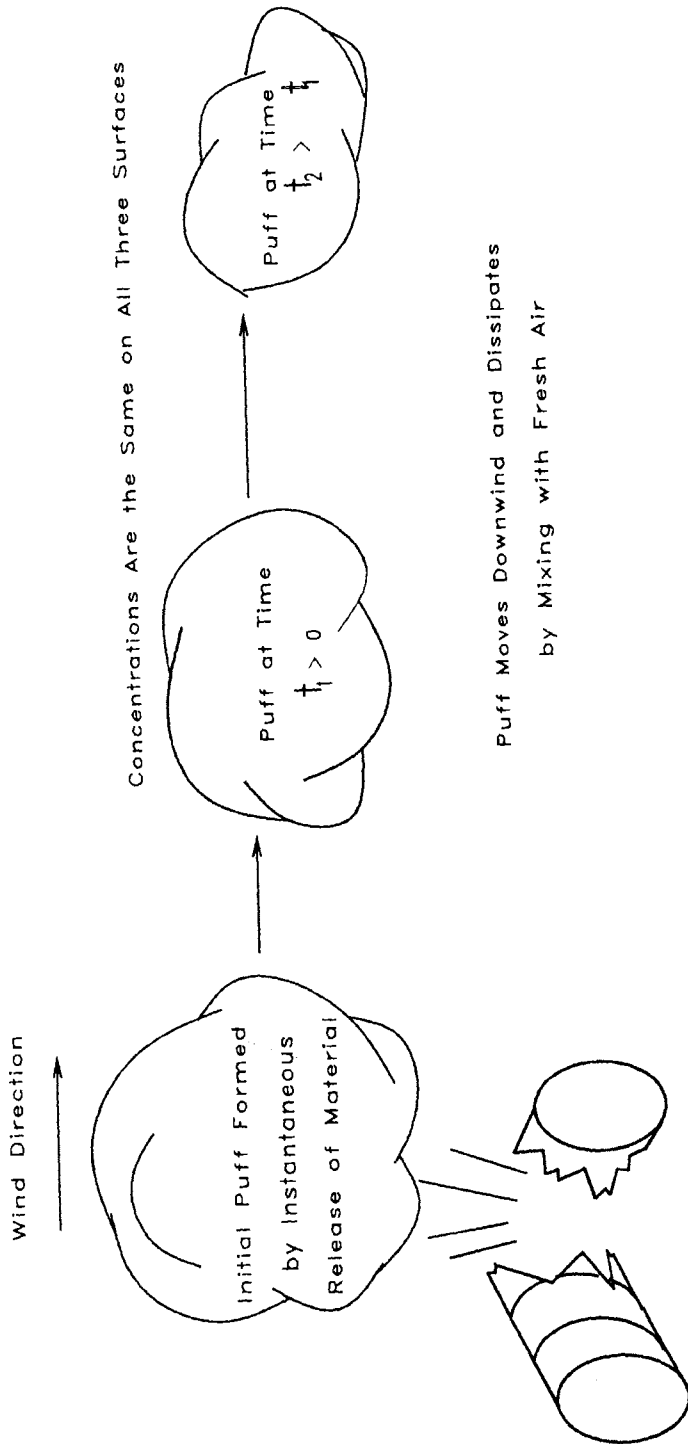 Wind Direction
Concentrations Are the Same on All Three Surfaces
Initial Puff Formed
by Instantaneous
Release of Material
Puff at Time
t₁ > 0
Puff at Time
t₂ > t₁
Puff Moves Downwind and Dissipates
by Mixing with Fresh Air